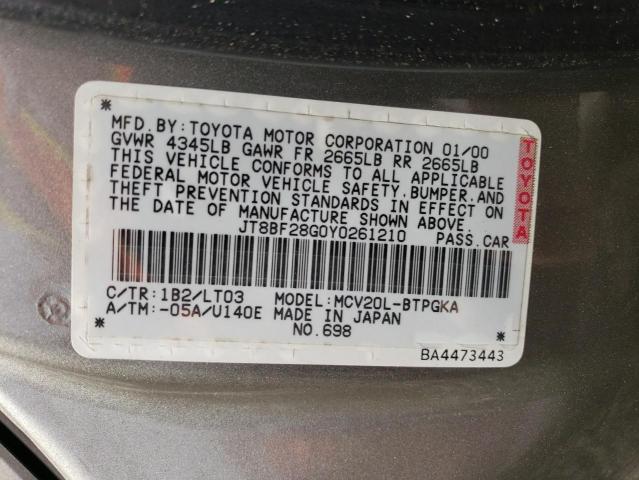 MFD.BY:TOYOTA MOTOR CORPORATION 01/00
GVWR 4345LB GAWR FR 2665LB RR 2665LB
THIS VEHICLE CONFORMS TO ALL APPLICABLE
FEDERAL MOTOR VEHICLE SAFETY,BUMPER,AND
THEFT PREVENTION STANDARDS IN EFFECT ON
THE DATE OF MANUFACTURE SHOWN ABOVE.
JT8BF28G0Y0261210 PASS.CAR
TOYOTA
C/TR:1B2/LT03 MODEL:MCV20L-BTPGKA
A/TM:-05A/U140E MADE IN JAPAN
NO.698
BA4473443